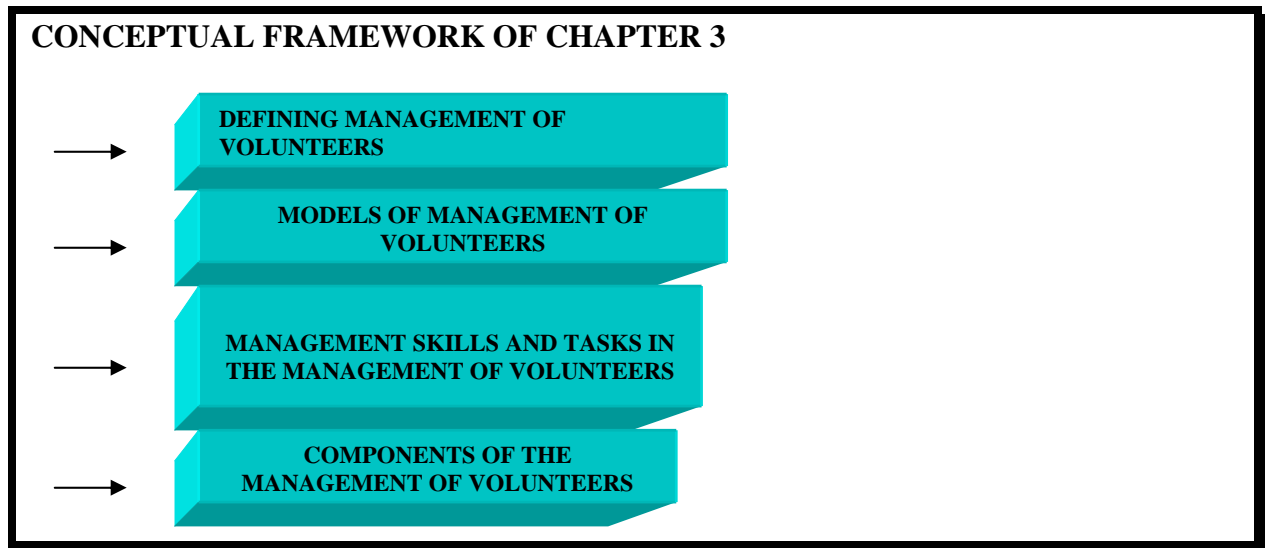 CONCEPTUAL FRAMEWORK OF CHAPTER 3
DEFINING MANAGEMENT OF
VOLUNTEERS
MODELS OF MANAGEMENT OF
VOLUNTEERS
MANAGEMENT SKILLS AND TASKS IN
THE MANAGEMENT OF VOLUNTEERS
COMPONENTS OF THE
MANAGEMENT OF VOLUNTEERS